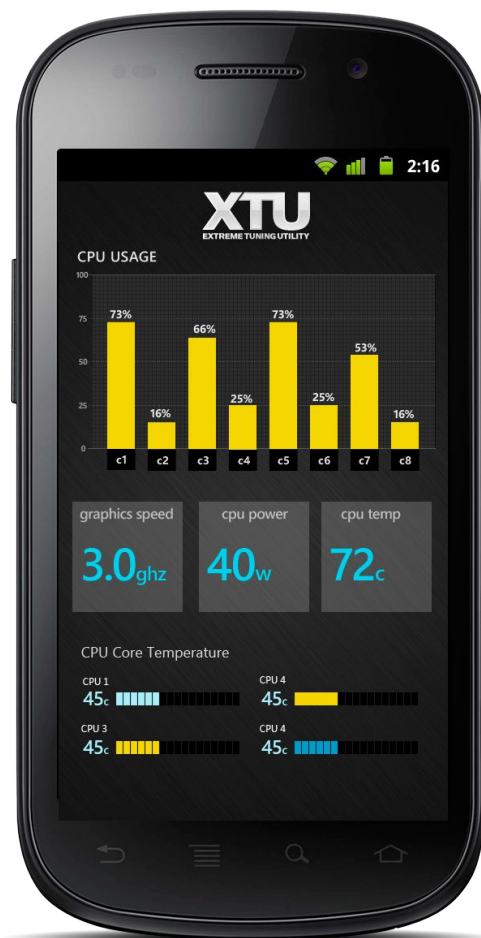 2:16
XTU
EXTREME TUNING UTILITY
CPU USAGE
100
75
50
25
0
73%
16%
66%
25%
73%
25%
53%
16%
c1 c2 c3 c4 c5 c6 c7 c8
graphics speed cpu power cpu temp
3.0ghz 40w 72c
CPU Core Temperature
CPU 1 CPU 4
45c 45c
CPU 3 CPU 4
45c 45c